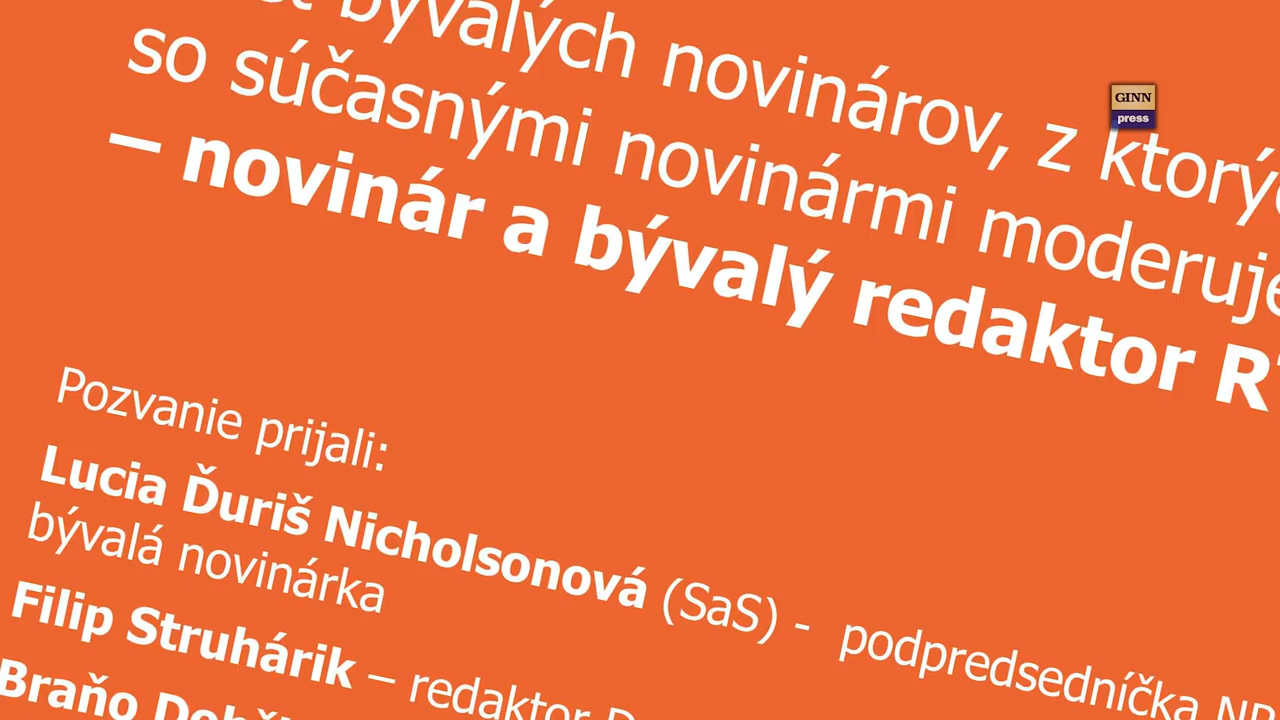 bývalých novinárov, z
so súčasnými novinármi moderuje
– novinár a bývalý redaktor
Pozvanie prijali:
Lucia Ďuriš Nicholsonová (SaS) - podpredsedníčka
bývalá novinárka
Filip Struhárik – redaktor
Braňo
GINN
press